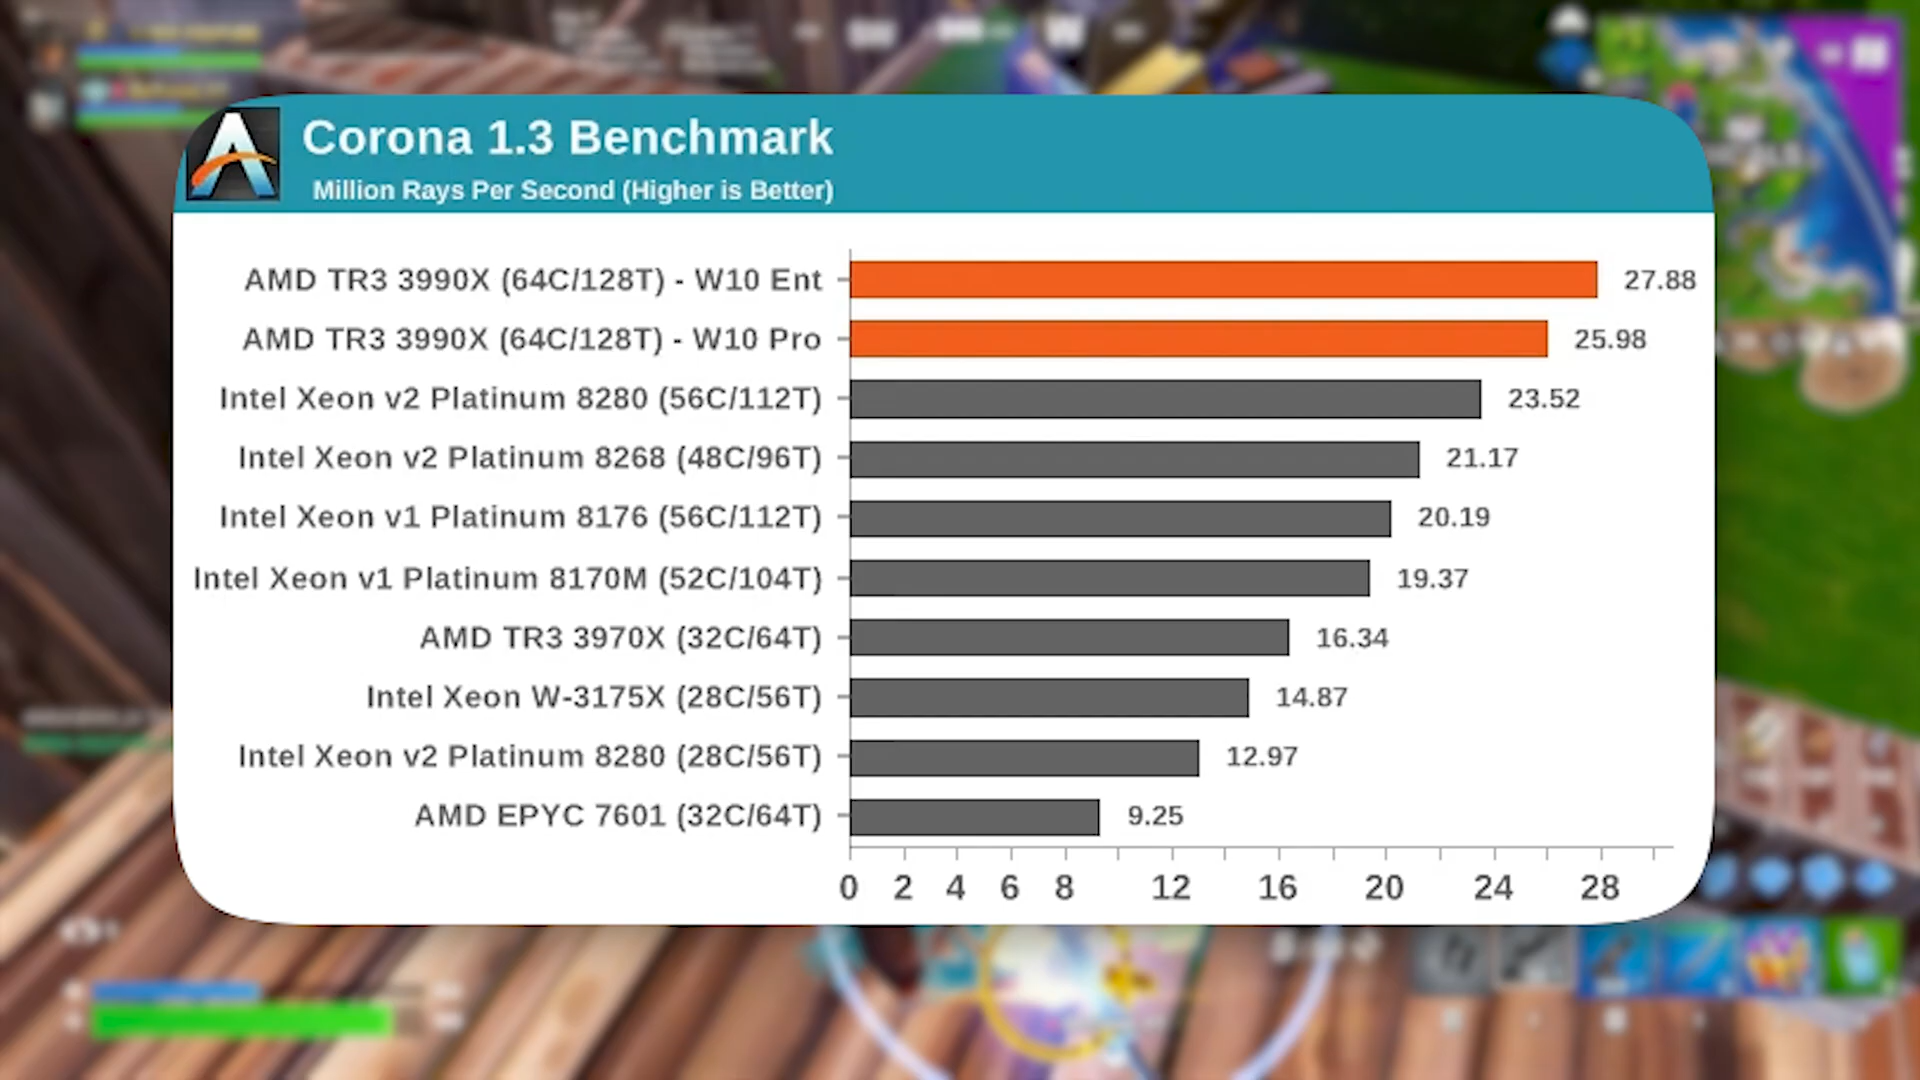 Corona 1.3 Benchmark
Million Rays Per Second (Higher is Better)
AMD TR3 3990X (64C/128T) - W10 Ent 27.88
AMD TR3 3990X (64C/128T) - W10 Pro 25.98
Intel Xeon v2 Platinum 8280 (56C/112T) 23.52
Intel Xeon v2 Platinum 8268 (48C/96T) 21.17
Intel Xeon v1 Platinum 8176 (56C/112T) 20.19
Intel Xeon v1 Platinum 8170M (52C/104T) 19.37
AMD TR3 3970X (32C/64T) 16.34
Intel Xeon W-3175X (28C/56T) 14.87
Intel Xeon v2 Platinum 8280 (28C/56T) 12.97
AMD EPYC 7601 (32C/64T) 9.25
0 2 4 6 8 12 16 20 24 28